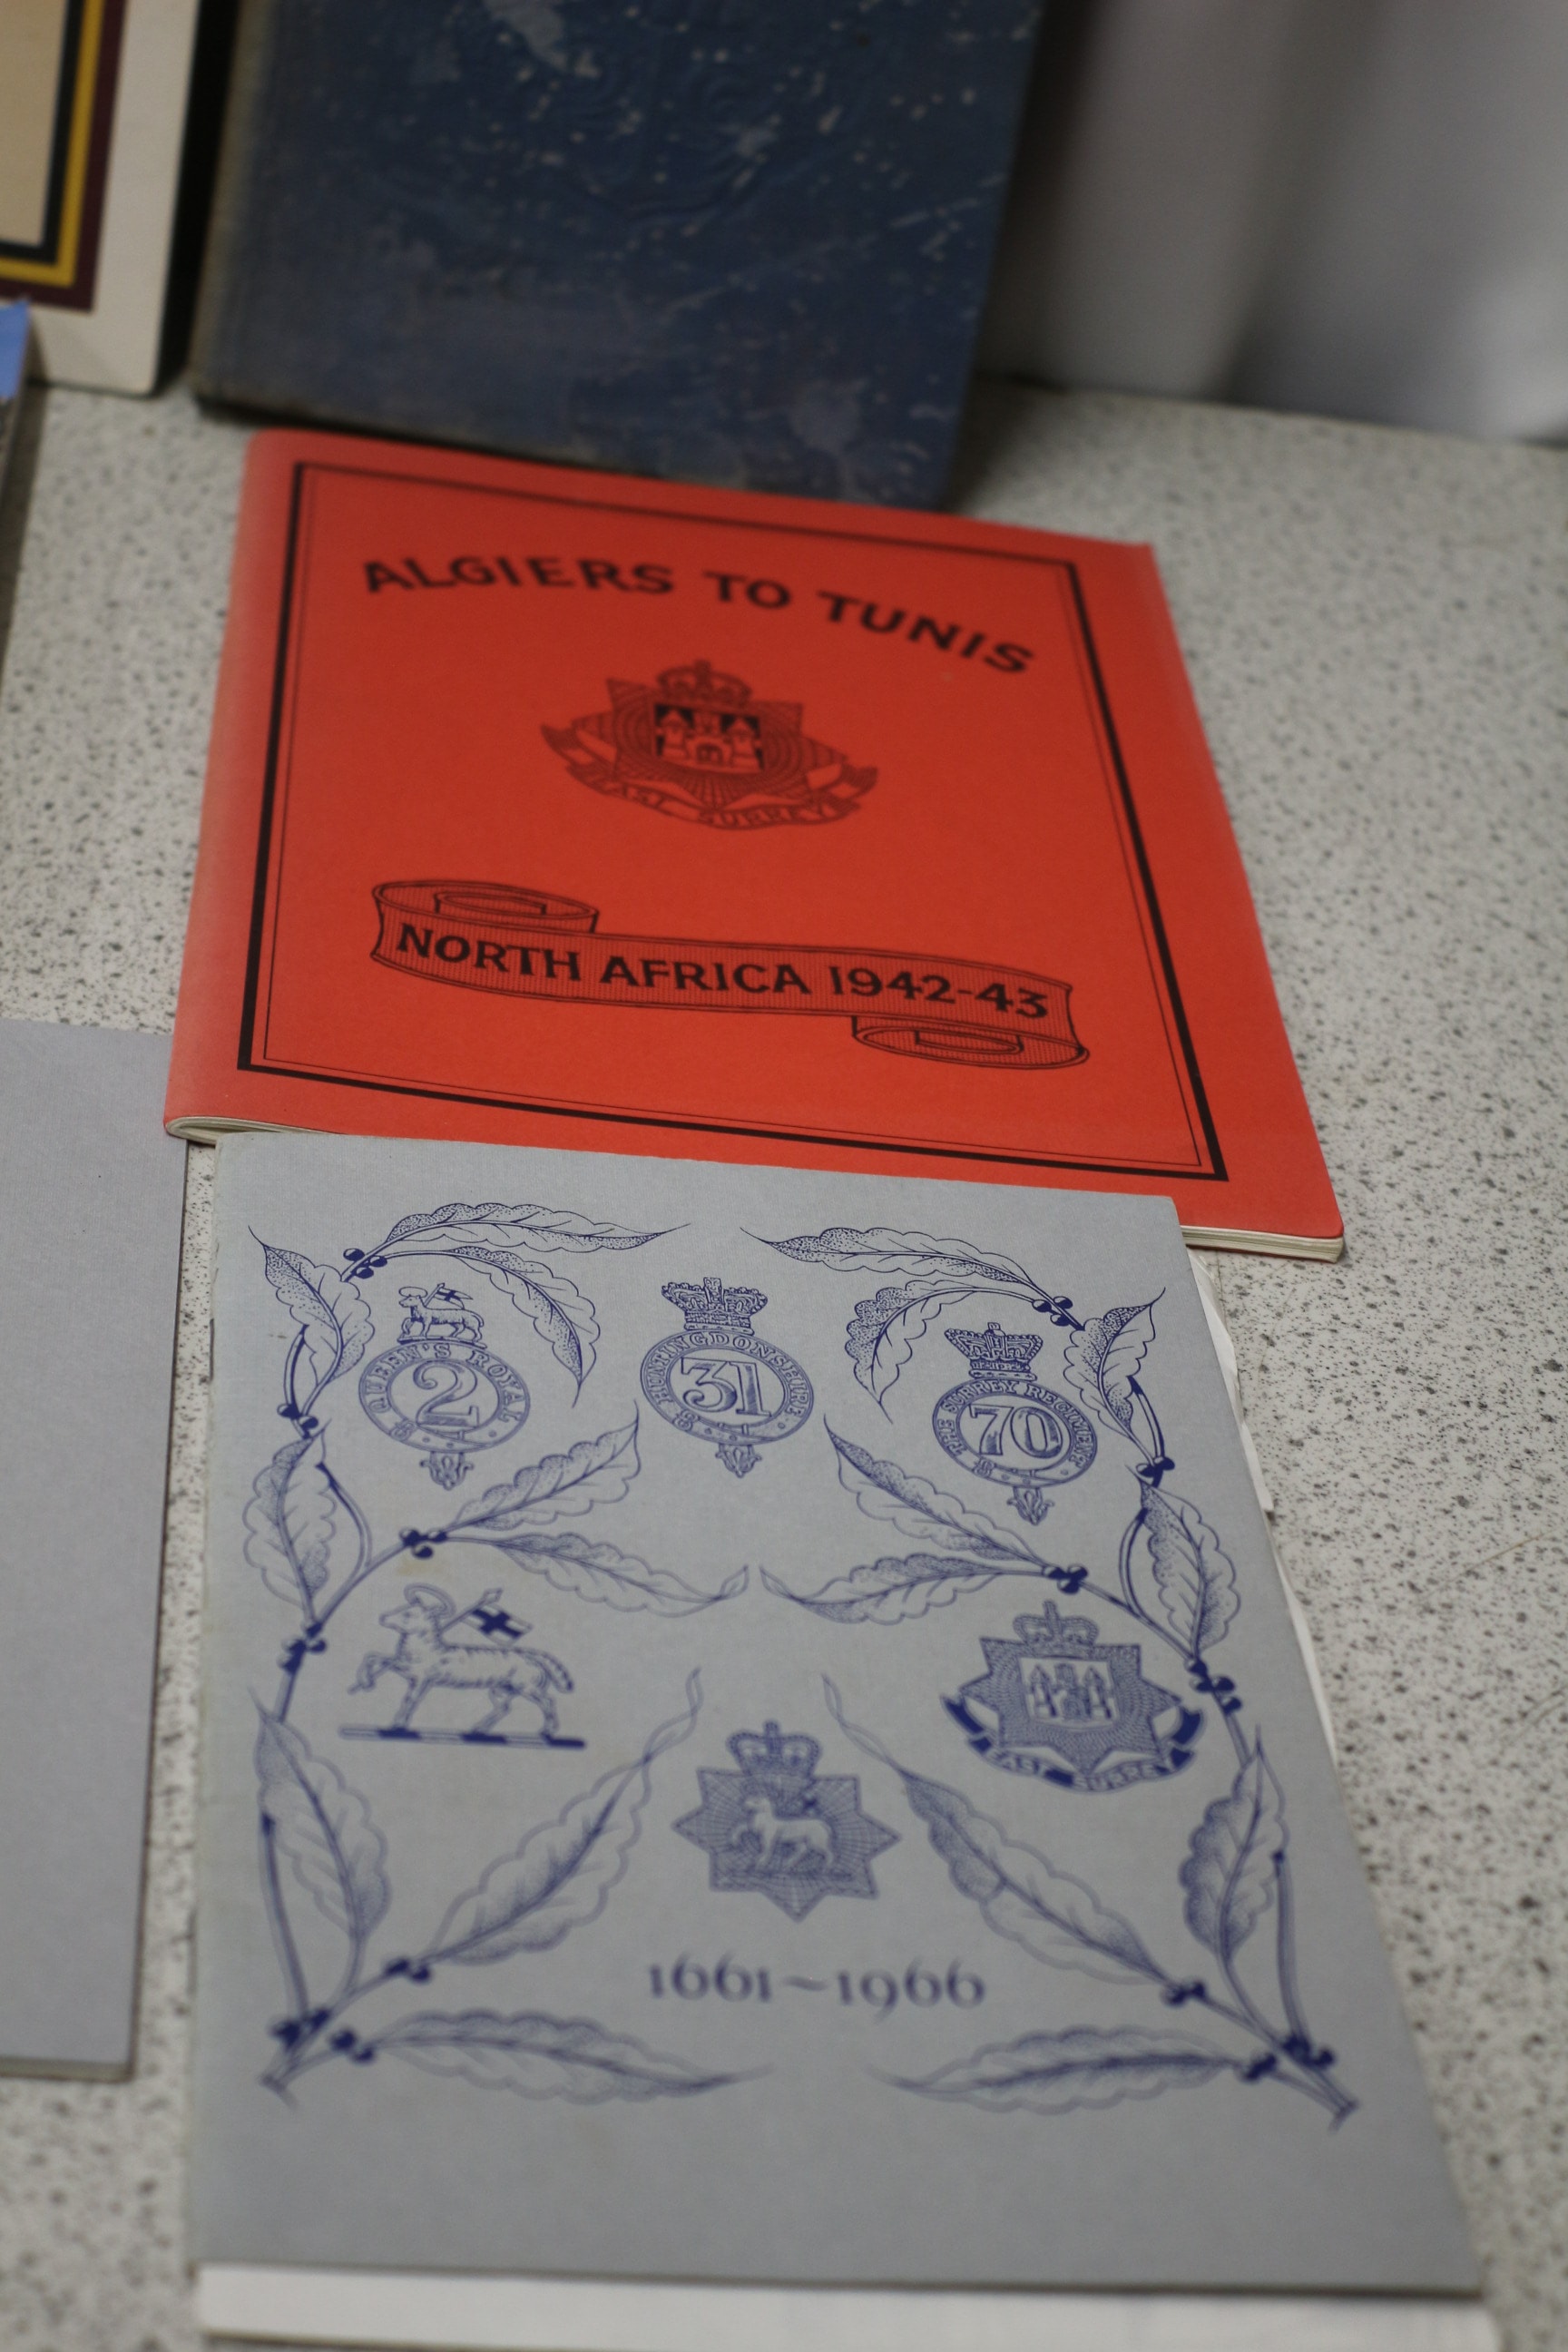 ALGIERS TO TUNIS
EAST SURREY
NORTH AFRICA 1942-43
QUEEN'S ROYAL
2
HUNTINGDONSHIRE
31
THE SURREY REGIMENT
70
EAST SURREY
1661~1966